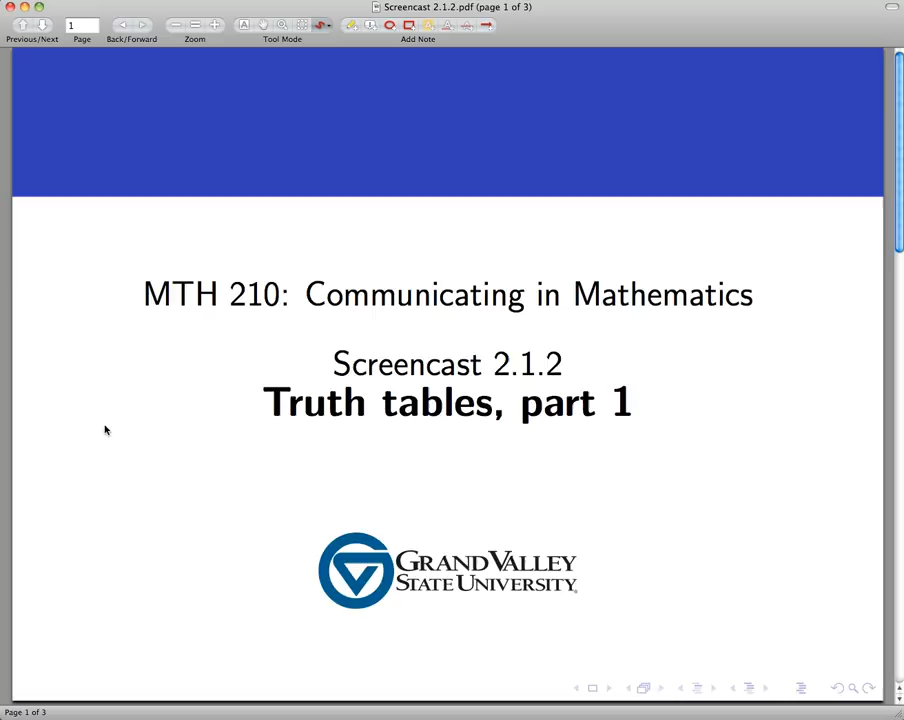 Screencast 2.1.2.pdf (page 1 of 3)
1
Previous/Next Page Back/Forward Zoom Tool Mode Add Note
MTH 210: Communicating in Mathematics
Screencast 2.1.2
Truth tables, part 1
GRAND VALLEY
STATE UNIVERSITY.
Page 1 of 3